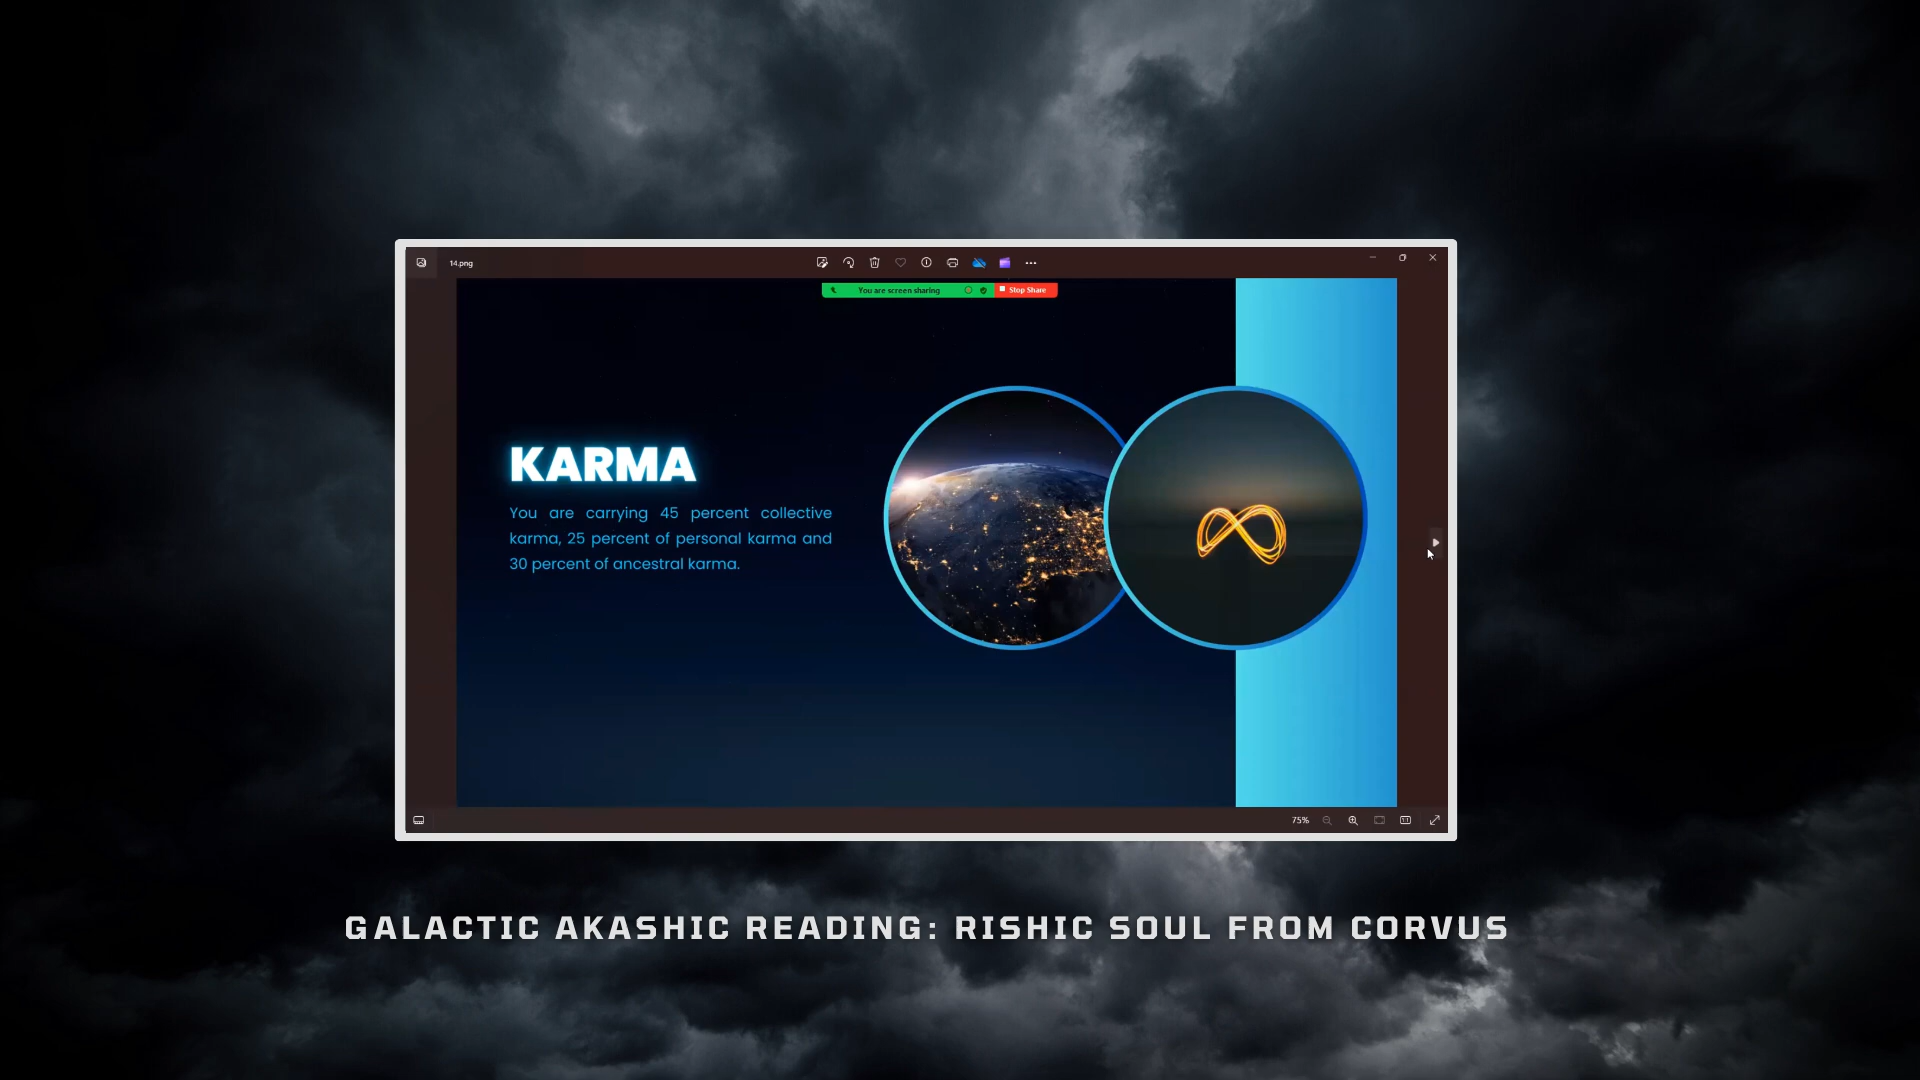 14.png
You are screen sharing
Stop Share
KARMA
You are carrying 45 percent collective
karma, 25 percent of personal karma and
30 percent of ancestral karma.
75%
GALACTIC AKASHIC READING: RISHIC SOUL FROM CORVUS